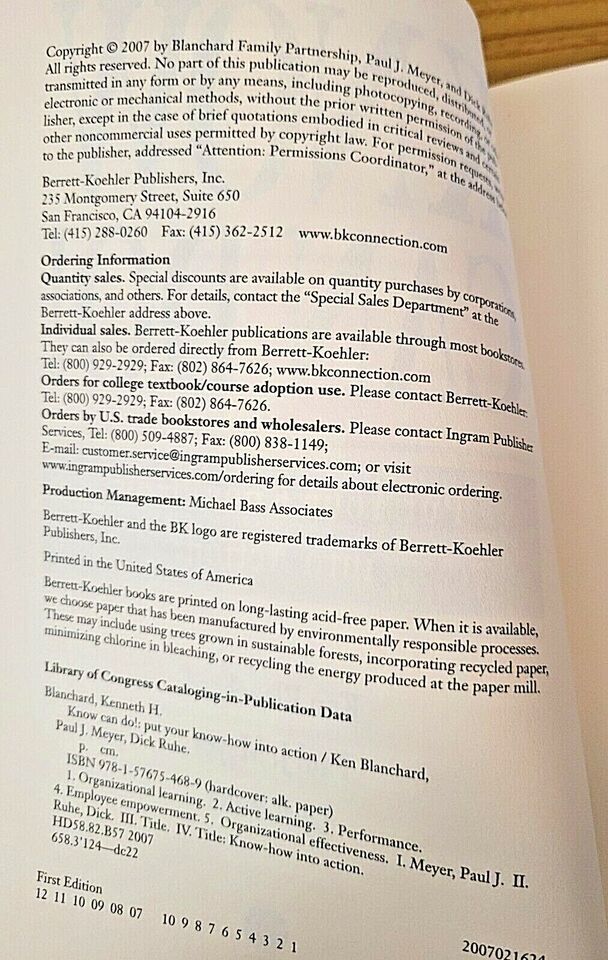 Copyright © 2007 by Blanchard Family Partnership, Paul J. Meyer, and Dick
All rights reserved. No part of this publication may be reproduced, distributed,
transmitted in any form or by any means, including photocopying, recording, or
electronic or mechanical methods, without the prior written permission of the
lisher, except in the case of brief quotations embodied in critical reviews and certain
other noncommercial uses permitted by copyright law. For permission requests,
to the publisher, addressed “Attention: Permissions Coordinator,” at the address
Berrett-Koehler Publishers, Inc.
235 Montgomery Street, Suite 650
San Francisco, CA 94104-2916
Tel: (415) 288-0260 Fax: (415) 362-2512 www.bkconnection.com
Ordering Information
Quantity sales. Special discounts are available on quantity purchases by corporations,
associations, and others. For details, contact the “Special Sales Department” at the
Berrett-Koehler address above.
Individual sales. Berrett-Koehler publications are available through most bookstores.
They can also be ordered directly from Berrett-Koehler:
Tel: (800) 929-2929; Fax: (802) 864-7626; www.bkconnection.com
Orders for college textbook/course adoption use. Please contact Berrett-Koehler:
Tel: (800) 929-2929; Fax: (802) 864-7626.
Orders by U.S. trade bookstores and wholesalers. Please contact Ingram Publisher
Services, Tel: (800) 509-4887; Fax: (800) 838-1149;
E-mail: customer.service@ingrampublisherservices.com; or visit
www.ingrampublisherservices.com/ordering for details about electronic ordering.
Production Management: Michael Bass Associates
Berrett-Koehler and the BK logo are registered trademarks of Berrett-Koehler
Publishers, Inc.
Printed in the United States of America
Berrett-Koehler books are printed on long-lasting acid-free paper. When it is available,
we choose paper that has been manufactured by environmentally responsible processes.
These may include using trees grown in sustainable forests, incorporating recycled paper,
minimizing chlorine in bleaching, or recycling the energy produced at the paper mill.
Library of Congress Cataloging-in-Publication Data
Blanchard, Kenneth H.
Know can do!: put your know-how into action / Ken Blanchard,
Paul J. Meyer, Dick Ruhe.
p. cm.
ISBN 978-1-57675-468-9 (hardcover: alk. paper)
1. Organizational learning. 2. Active learning. 3. Performance.
4. Employee empowerment. 5. Organizational effectiveness. I. Meyer, Paul J. II.
Ruhe, Dick. III. Title. IV. Title: Know-how into action.
HD58.82.B57 2007
658.3'124—dc22
2007021624
First Edition
12 11 10 09 08 07 10 9 8 7 6 5 4 3 2 1